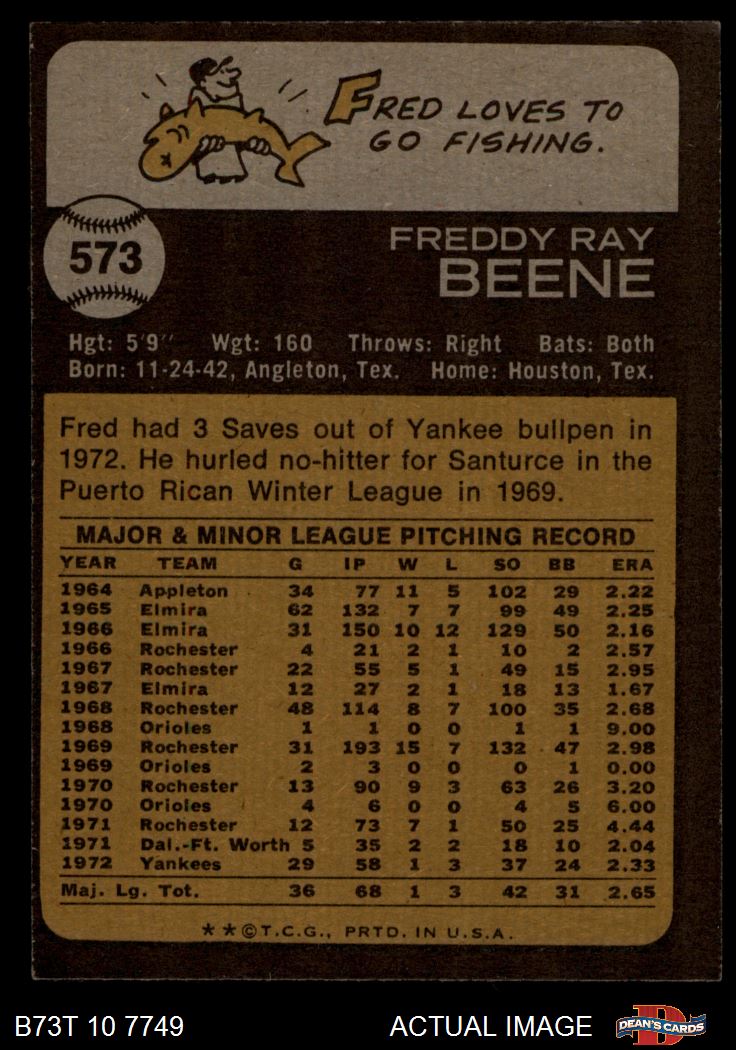 FRED LOVES TO
GO FISHING.
573
FREDDY RAY
BEENE
Hgt: 5'9" Wgt: 160 Throws: Right Bats: Both
Born: 11-24-42, Angleton, Tex. Home: Houston, Tex.
Fred had 3 Saves out of Yankee bullpen in
1972. He hurled no-hitter for Santurce in the
Puerto Rican Winter League in 1969.
MAJOR & MINOR LEAGUE PITCHING RECORD
YEAR TEAM G IP W L SO BB ERA
1964 Appleton 34 77 11 5 102 29 2.22
1965 Elmira 62 132 7 7 99 49 2.25
1966 Elmira 31 150 10 12 129 50 2.16
1966 Rochester 4 21 2 1 10 2 2.57
1967 Rochester 22 55 5 1 49 15 2.95
1967 Elmira 12 27 2 1 18 13 1.67
1968 Rochester 48 114 8 7 100 35 2.68
1968 Orioles 1 1 0 0 1 1 9.00
1969 Rochester 31 193 15 7 132 47 2.98
1969 Orioles 2 3 0 0 0 1 0.00
1970 Rochester 13 90 9 3 63 26 3.20
1970 Orioles 4 6 0 0 4 5 6.00
1971 Rochester 12 73 7 1 50 25 4.44
1971 Dal.-Ft. Worth 5 35 2 2 18 10 2.04
1972 Yankees 29 58 1 3 37 24 2.33
Maj. Lg. Tot. 36 68 1 3 42 31 2.65
**©T.C.G., PRTD. IN U.S.A.
B73T 10 7749 ACTUAL IMAGE DEAN'S CARDS